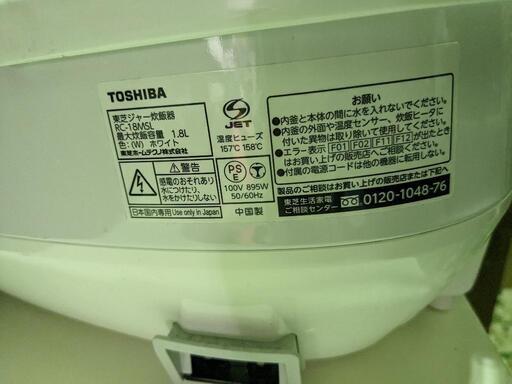 TOSHIBA
東芝ジャー炊飯器
RC-18MSL
最大炊飯容量 1.8L
色:(W) ホワイト
東芝ホームテクノ株式会社
警告
感電のおそれあり
水につけたり、
水をかけたりしない
日本国内専用 Use only in Japan
S JET
温度ヒューズ
157℃ 158℃
PS
E
100V 895W
50/60Hz
中国製
お願い
・内釜と本体の間に水を入れないでください。
・内釜の外面や温度センサー、炊飯ヒータに
付いた異物は取り除いて使用してください。
・エラー表示 F01 F02 F11 F12 が出たとき
はお買い上げの販売店へご相談ください。
・付属の電源コードは他の機器に転用しない
製品のご相談はお買い上げの販売店または下記へ
東芝生活家電
ご相談センター
0120-1048-76